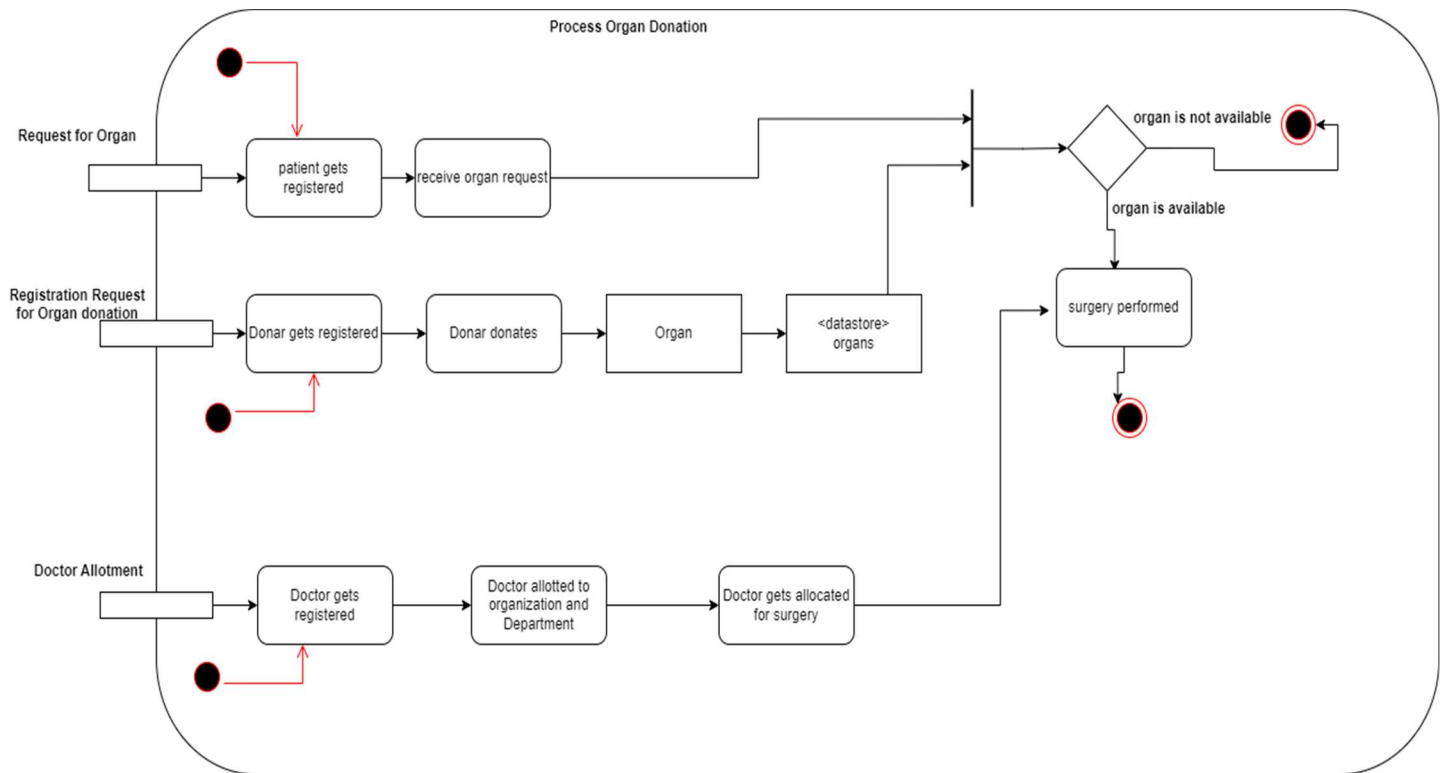 Process Organ Donation
Request for Organ
patient gets
registered
receive organ request
organ is not available
organ is available
Registration Request
for Organ donation
Donar gets registered
Donar donates
Organ
<datastore>
organs
surgery performed
Doctor Allotment
Doctor gets
registered
Doctor allotted to
organization and
Department
Doctor gets allocated
for surgery